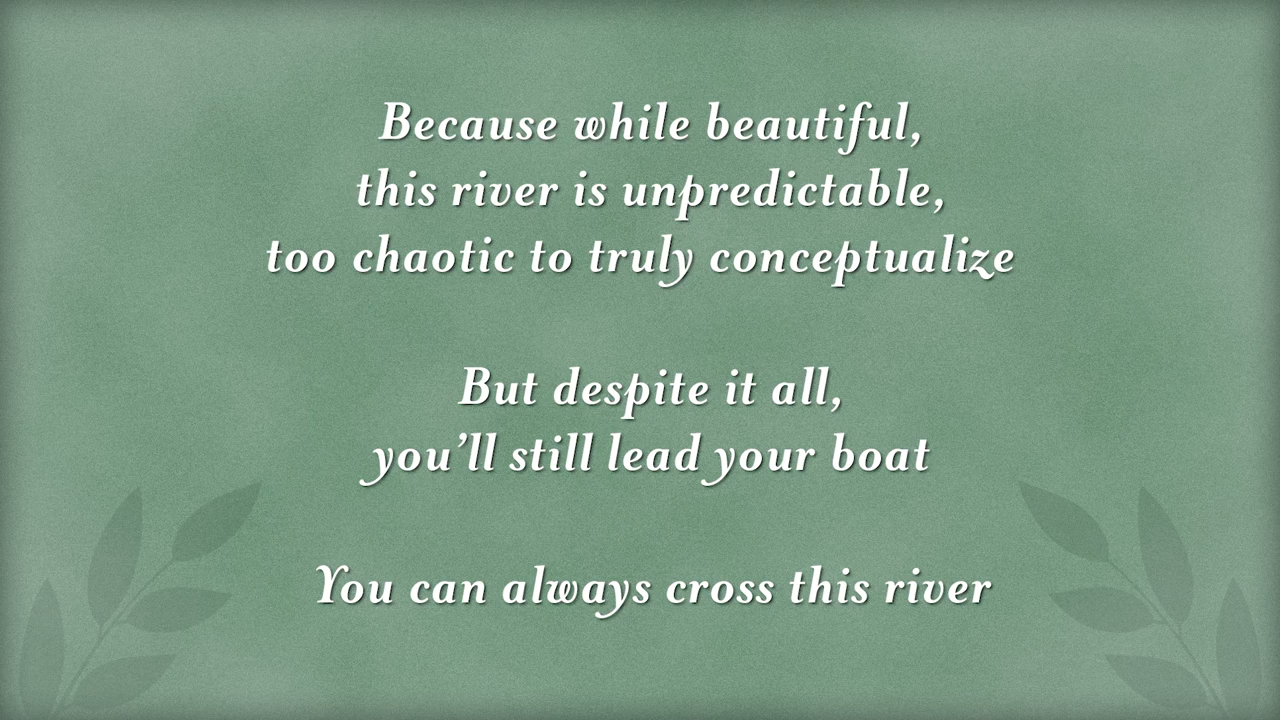 Because while beautiful,
this river is unpredictable,
too chaotic to truly conceptualize
But despite it all,
you’ll still lead your boat
You can always cross this river